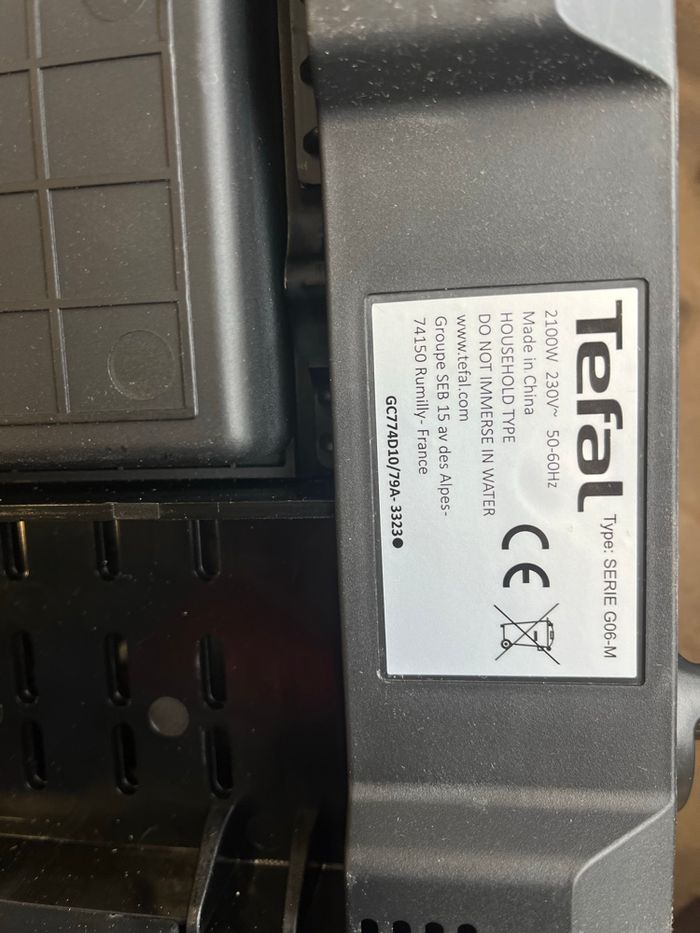 Tefal Type: SERIE G06-M
2100W 230V~ 50-60Hz
Made in China
HOUSEHOLD TYPE
DO NOT IMMERSE IN WATER
www.tefal.com
Groupe SEB 15 av des Alpes-
74150 Rumilly- France
CE
GC774D10/79A- 3323●